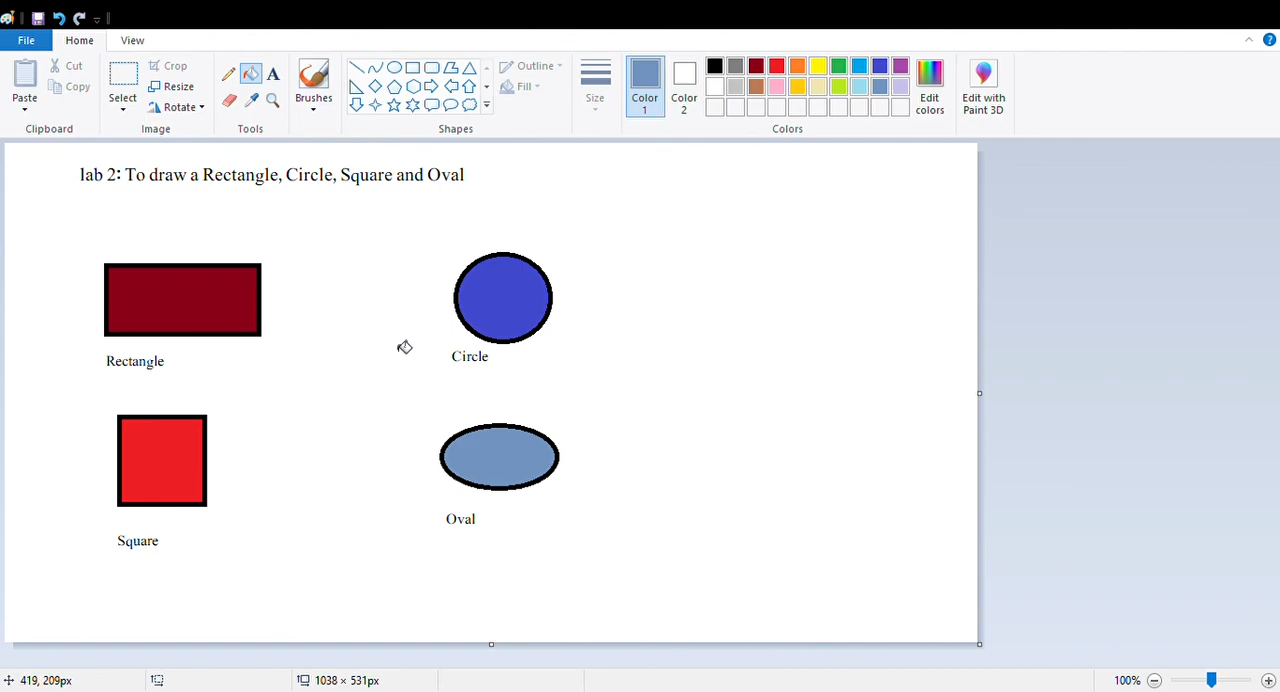 File Home View
Cut
Copy
Paste
Clipboard
Crop
Resize
Rotate
Select
Image
A
Tools
Brushes
Shapes
Outline
Fill
Size
Color 1
Color 2
Colors
Edit colors
Edit with Paint 3D
lab 2: To draw a Rectangle, Circle, Square and Oval
Rectangle
Circle
Square
Oval
419, 209px
1038 × 531px
100%